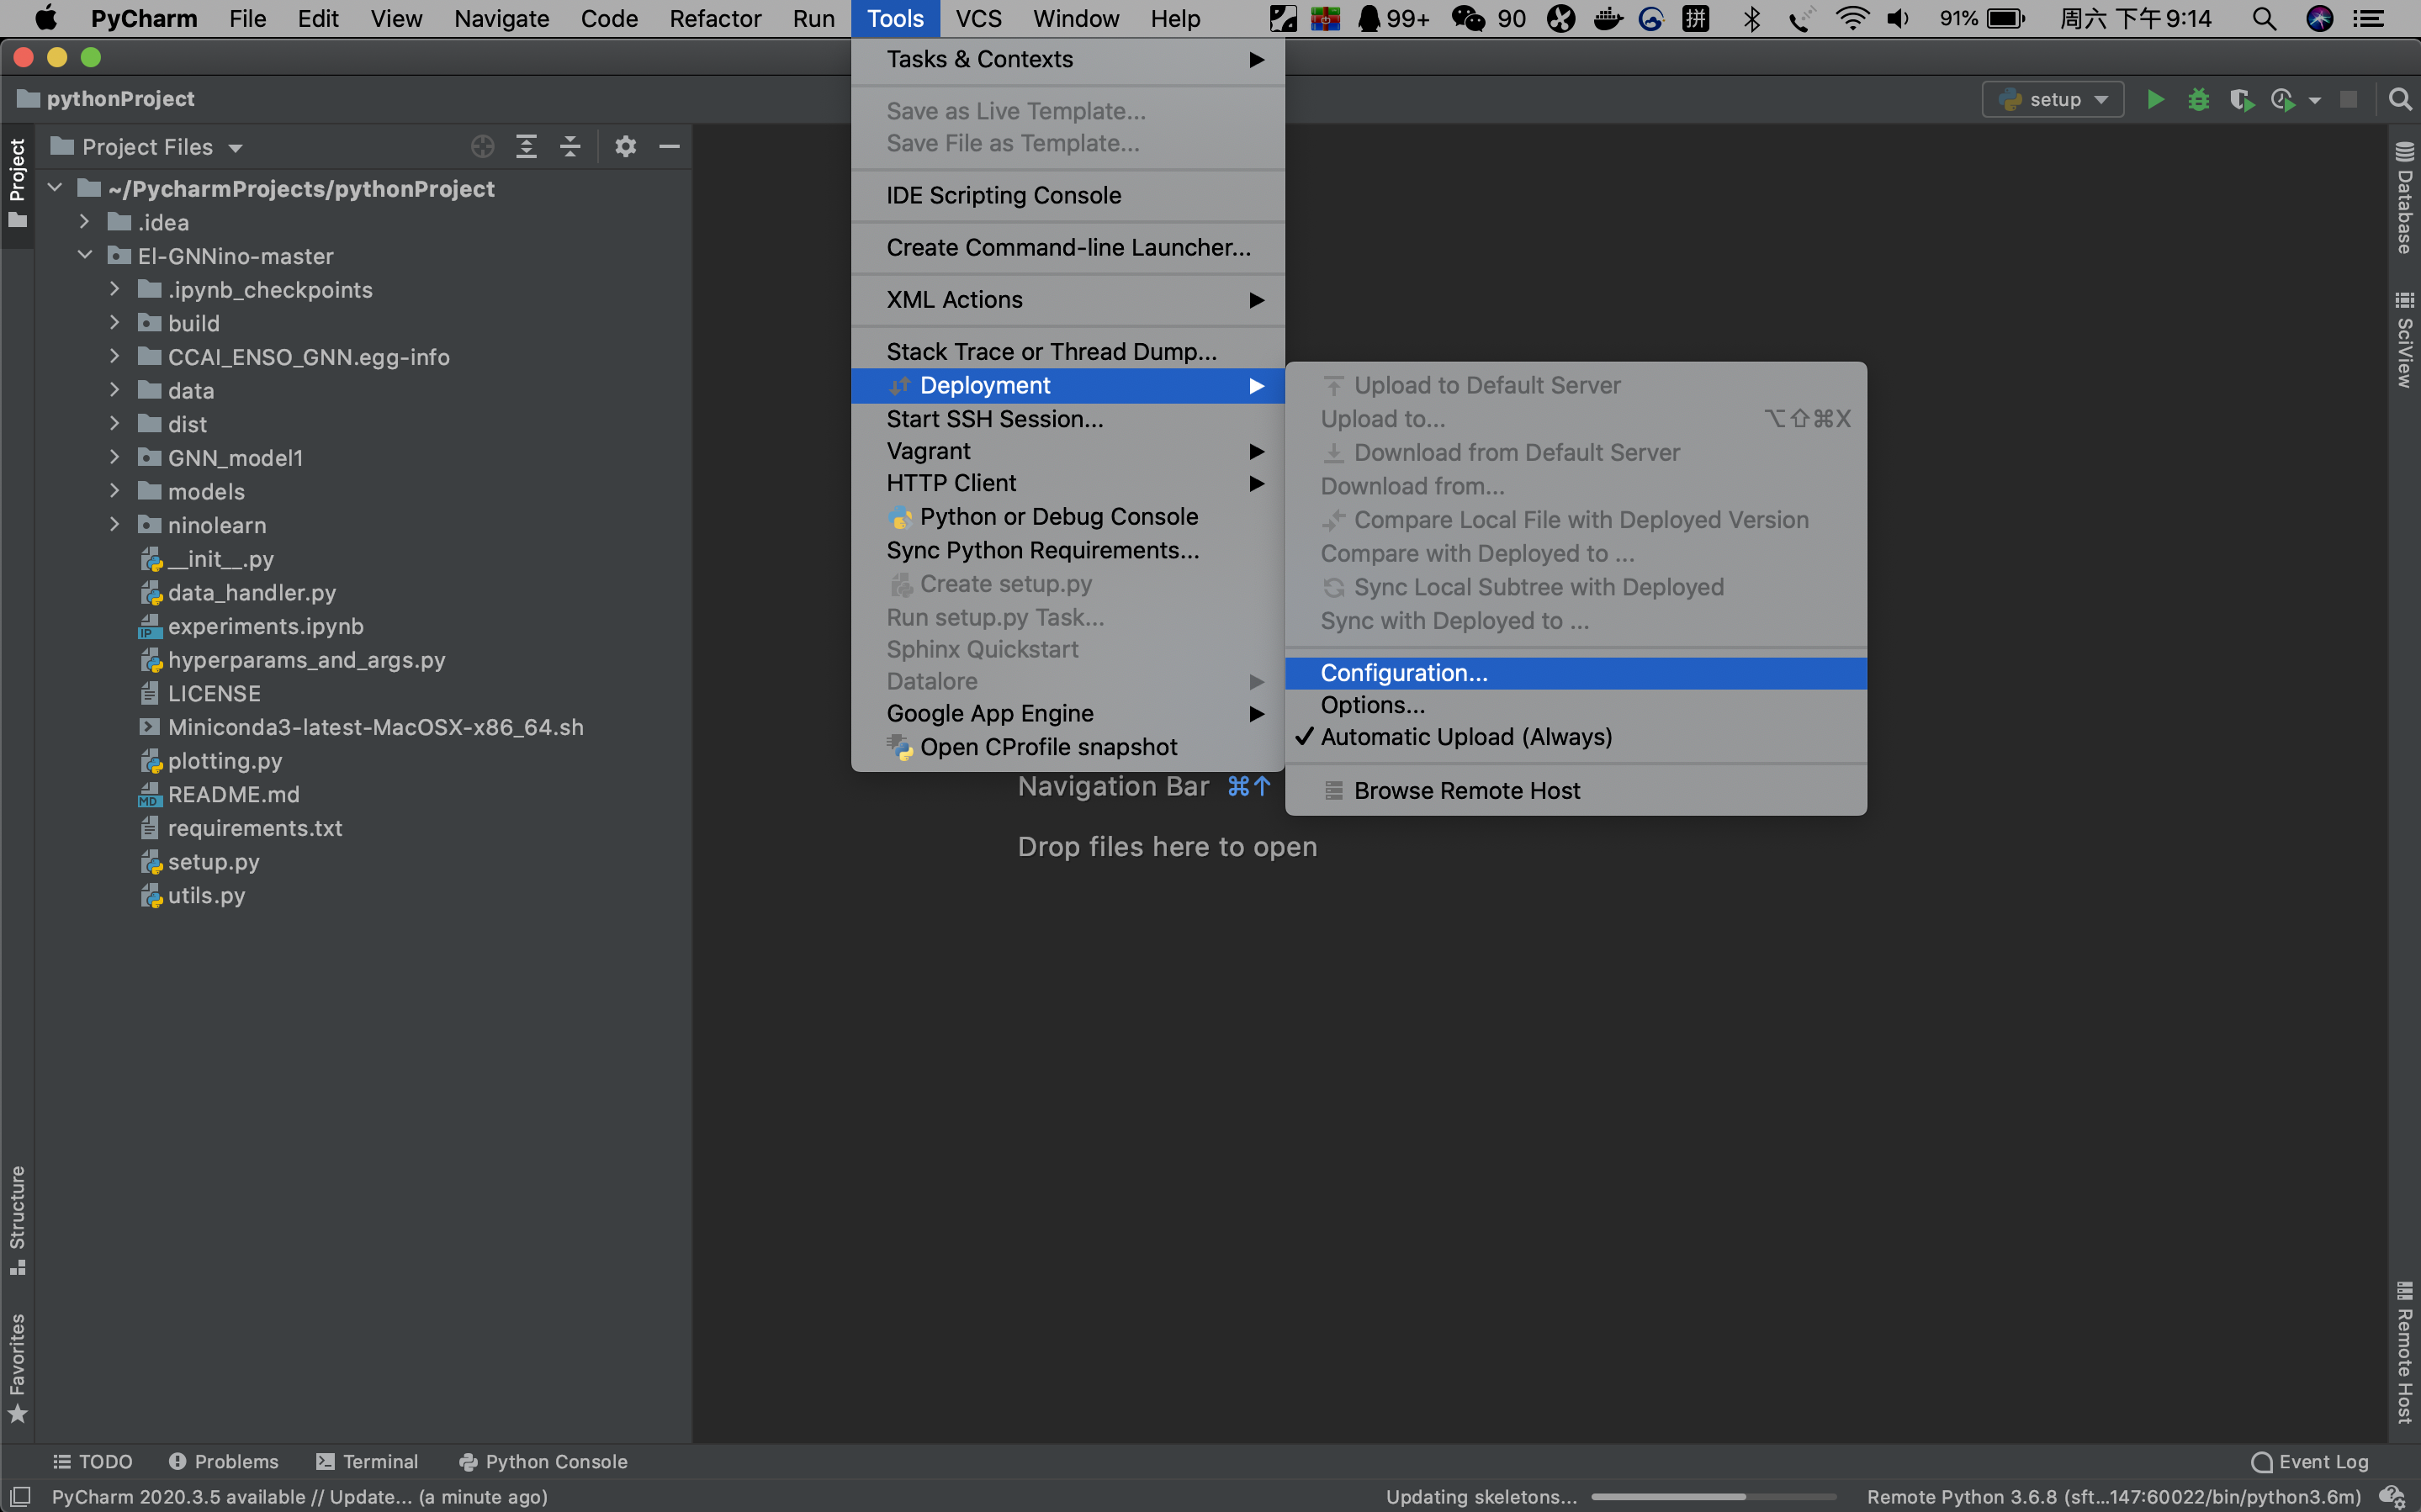 PyCharm File Edit View Navigate Code Refactor Run Tools VCS Window Help 99+ 90 拼 91% 周六 下午9:14
pythonProject
setup
Project
Project Files
~/PycharmProjects/pythonProject
.idea
El-GNNino-master
.ipynb_checkpoints
build
CCAI_ENSO_GNN.egg-info
data
dist
GNN_model1
models
ninolearn
__init__.py
data_handler.py
experiments.ipynb
hyperparams_and_args.py
LICENSE
Miniconda3-latest-MacOSX-x86_64.sh
plotting.py
README.md
requirements.txt
setup.py
utils.py
Structure
Favorites
Tasks & Contexts
Save as Live Template...
Save File as Template...
IDE Scripting Console
Create Command-line Launcher...
XML Actions
Stack Trace or Thread Dump...
Deployment
Start SSH Session...
Vagrant
HTTP Client
Python or Debug Console
Sync Python Requirements...
Create setup.py
Run setup.py Task...
Sphinx Quickstart
Datalore
Google App Engine
Open CProfile snapshot
Upload to Default Server
Upload to... ⌥⇧⌘X
Download from Default Server
Download from...
Compare Local File with Deployed Version
Compare with Deployed to ...
Sync Local Subtree with Deployed
Sync with Deployed to ...
Configuration...
Options...
✓ Automatic Upload (Always)
Browse Remote Host
Navigation Bar ⌘↑
Drop files here to open
Database
SciView
Remote Host
TODO Problems Terminal Python Console Event Log
PyCharm 2020.3.5 available // Update... (a minute ago) Updating skeletons... Remote Python 3.6.8 (sft...147:60022/bin/python3.6m)